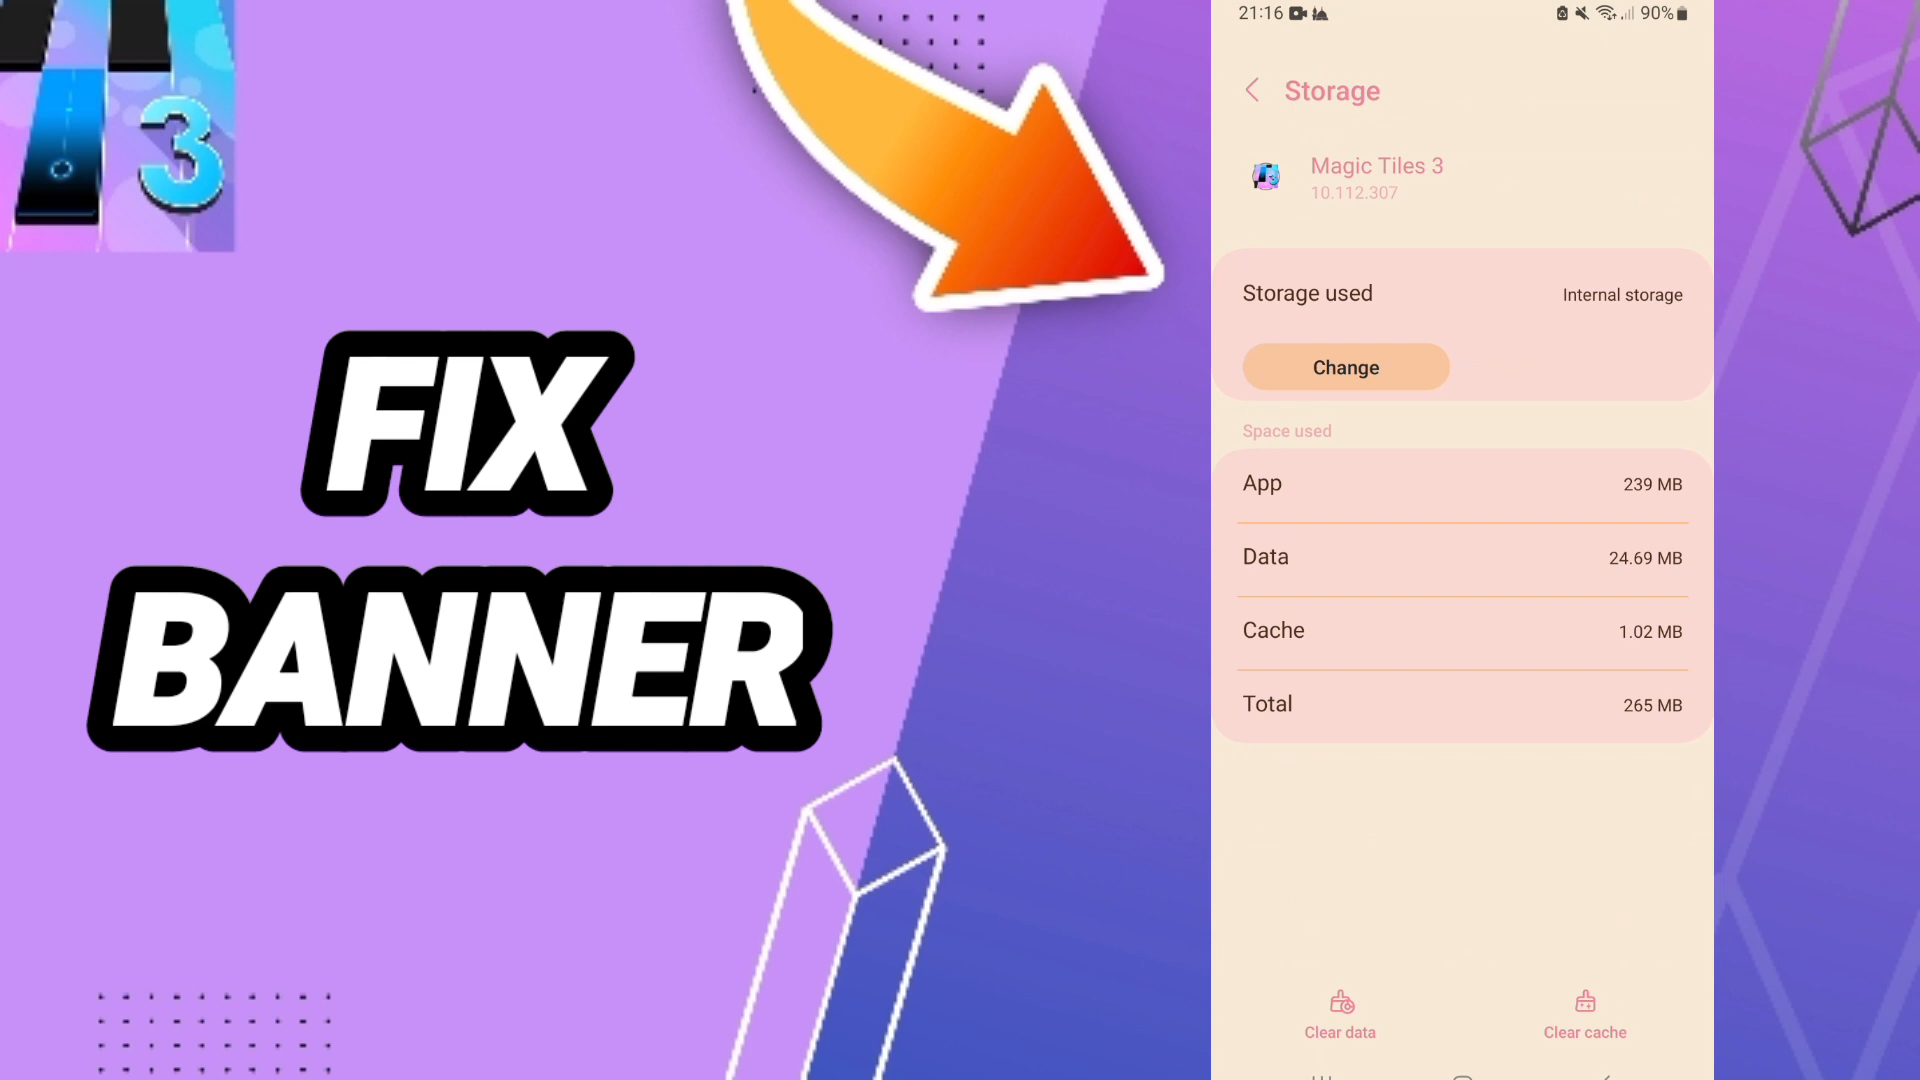 3
FIX
BANNER
21:16
90%
Storage
Magic Tiles 3
10.112.307
Storage used
Internal storage
Change
Space used
App
239 MB
Data
24.69 MB
Cache
1.02 MB
Total
265 MB
Clear data
Clear cache